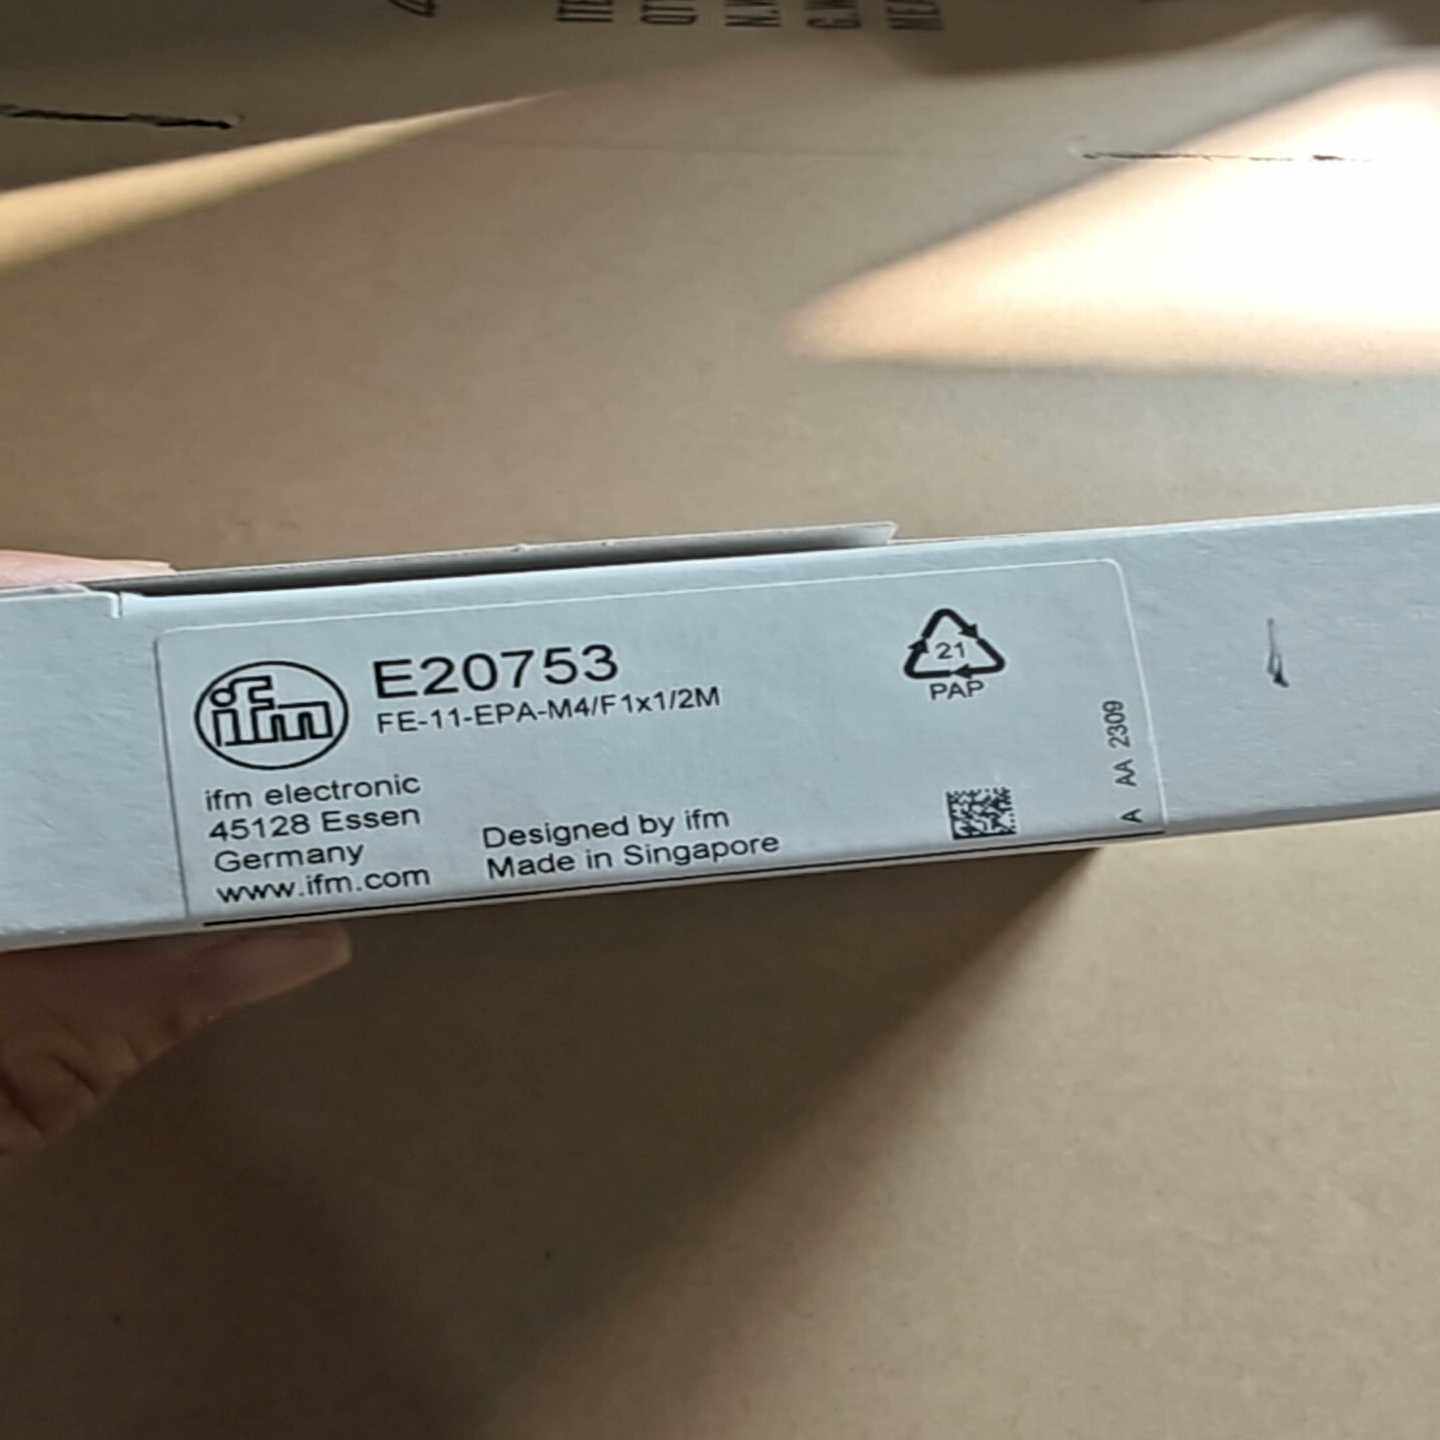 ifm
E20753
FE-11-EPA-M4/F1x1/2M
21
PAP
ifm electronic
45128 Essen
Germany
www.ifm.com
Designed by ifm
Made in Singapore
A AA 2309